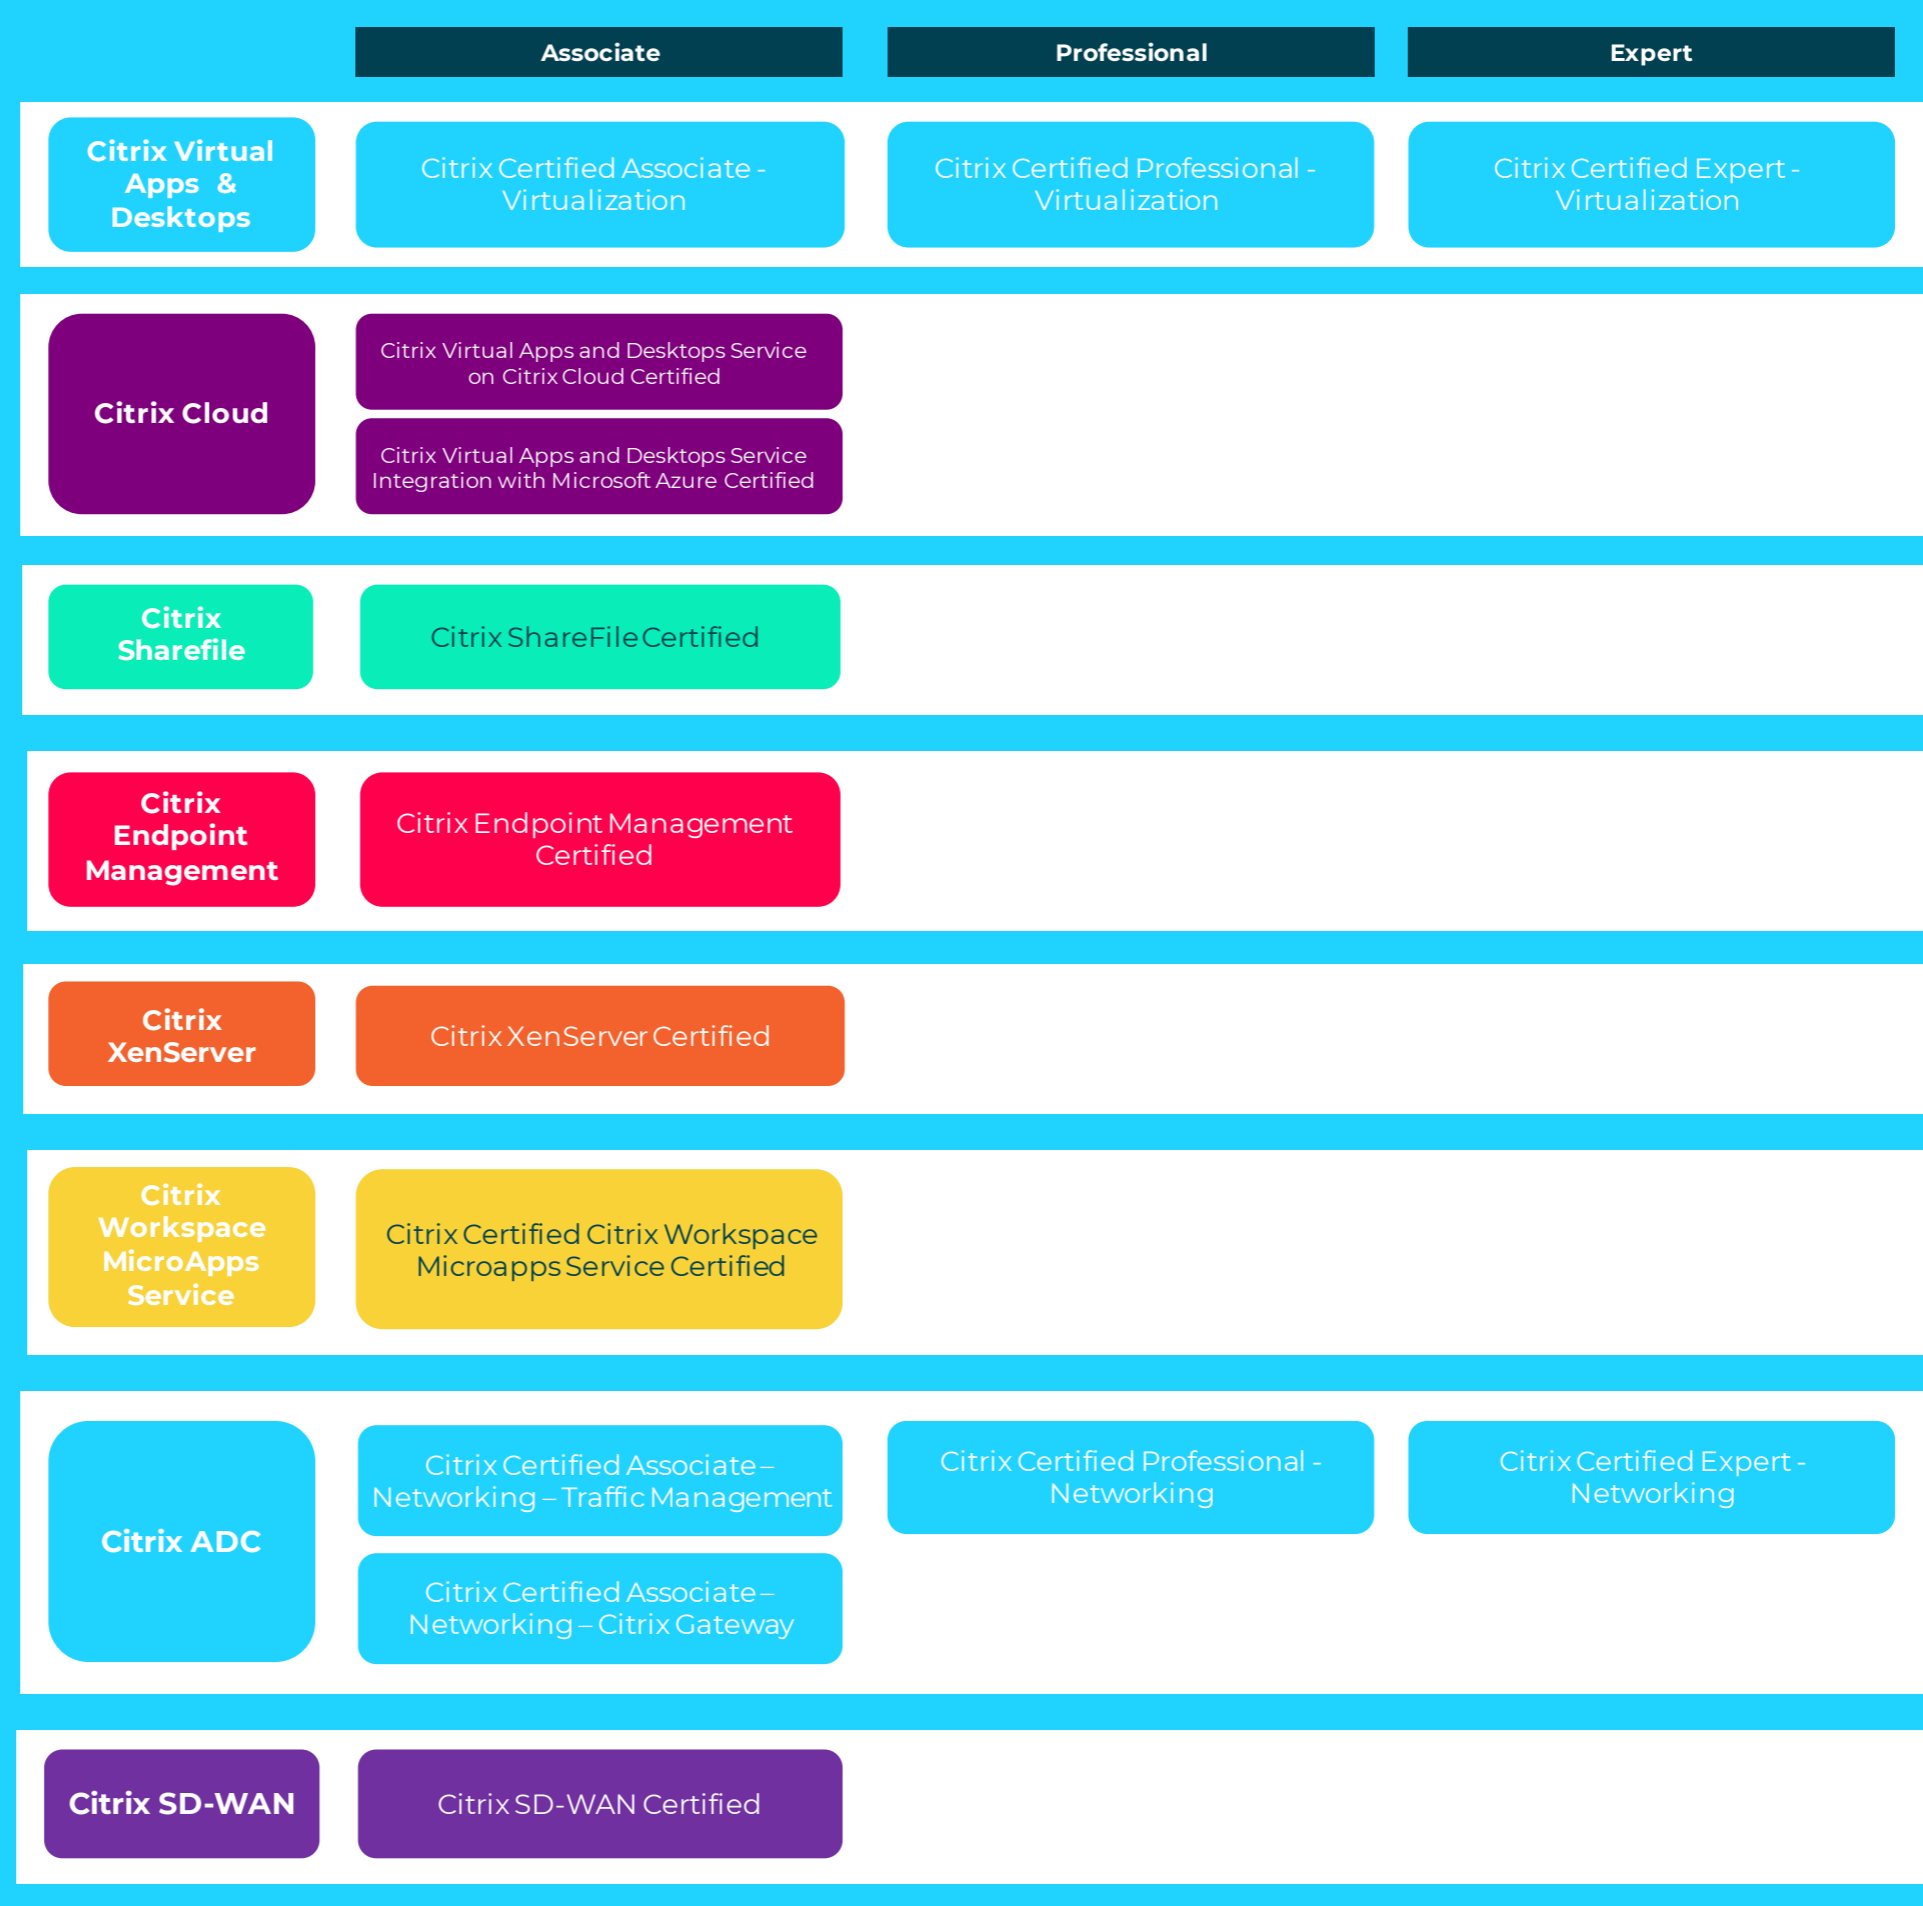 Associate
Professional
Expert
Citrix Virtual
Apps &
Desktops
Citrix Certified Associate -
Virtualization
Citrix Certified Professional -
Virtualization
Citrix Certified Expert -
Virtualization
Citrix Cloud
Citrix Virtual Apps and Desktops Service
on Citrix Cloud Certified
Citrix Virtual Apps and Desktops Service
Integration with Microsoft Azure Certified
Citrix
Sharefile
Citrix ShareFile Certified
Citrix
Endpoint
Management
Citrix Endpoint Management
Certified
Citrix
XenServer
Citrix XenServer Certified
Citrix
Workspace
MicroApps
Service
Citrix Certified Citrix Workspace
Microapps Service Certified
Citrix ADC
Citrix Certified Associate –
Networking – Traffic Management
Citrix Certified Associate –
Networking – Citrix Gateway
Citrix Certified Professional -
Networking
Citrix Certified Expert -
Networking
Citrix SD-WAN
Citrix SD-WAN Certified